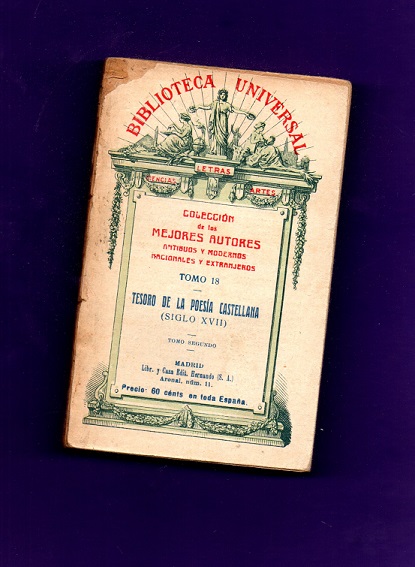 BIBLIOTECA UNIVERSAL
LETRAS
CIENCIAS ARTES
COLECCIÓN
de los
MEJORES AUTORES
ANTIGUOS Y MODERNOS
NACIONALES Y EXTRANJEROS
TOMO 18
TESORO DE LA POESÍA CASTELLANA
(SIGLO XVII)
TOMO SEGUNDO
MADRID
Libr. y Casa Edit. Hernando (S. A.)
Arenal, núm. 11.
Precio: 60 cénts en toda España.